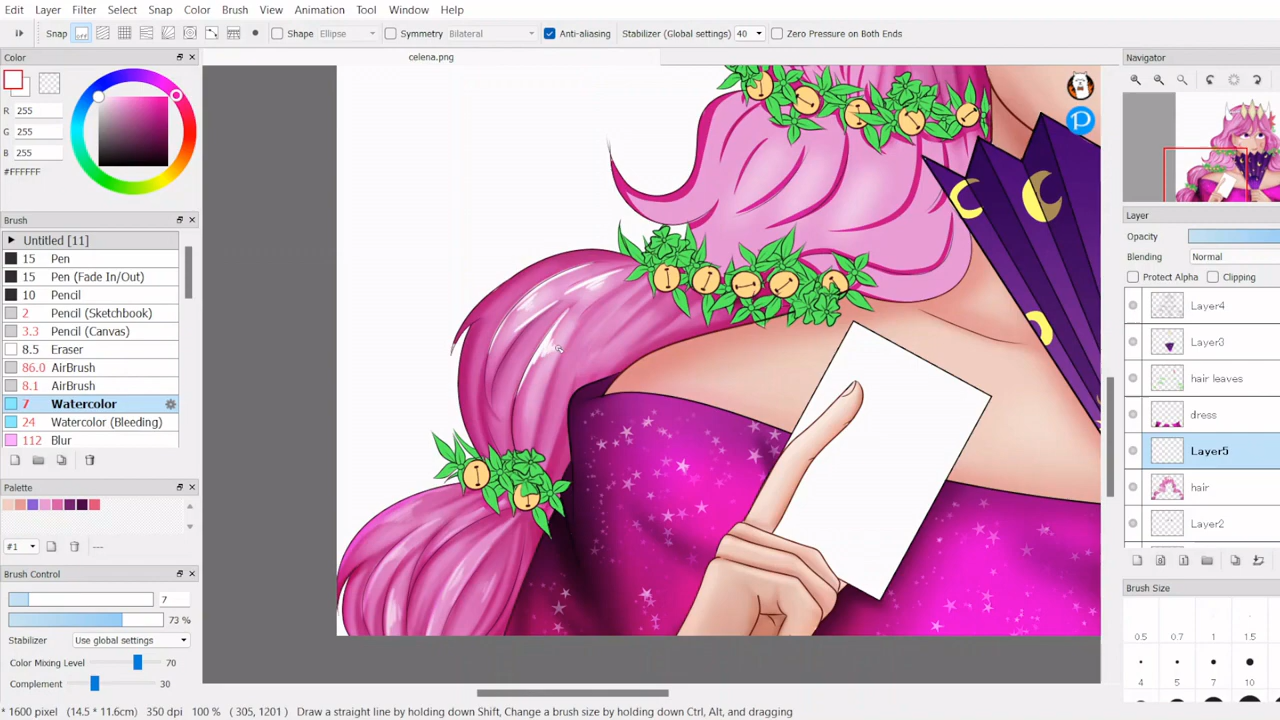 Edit Layer Filter Select Snap Color Brush View Animation Tool Window Help
Snap off Shape Ellipse Symmetry Bilateral Anti-aliasing Stabilizer (Global settings) 40 Zero Pressure on Both Ends
Color
celena.png
Navigator
R 255
G 255
B 255
#FFFFFF
Brush
Untitled [11]
15 Pen
15 Pen (Fade In/Out)
10 Pencil
2 Pencil (Sketchbook)
3.3 Pencil (Canvas)
8.5 Eraser
86.0 AirBrush
8.1 AirBrush
7 Watercolor
24 Watercolor (Bleeding)
112 Blur
Palette
#1 ---
Brush Control
7
73 %
Stabilizer Use global settings
Color Mixing Level 70
Complement 30
Layer
Opacity
Blending Normal
Protect Alpha Clipping
Layer4
Layer3
hair leaves
dress
Layer5
hair
Layer2
Brush Size
0.5 0.7 1 1.5
4 5 7 10
* 1600 pixel (14.5 * 11.6cm) 350 dpi 100 % ( 305, 1201 ) Draw a straight line by holding down Shift, Change a brush size by holding down Ctrl, Alt, and dragging